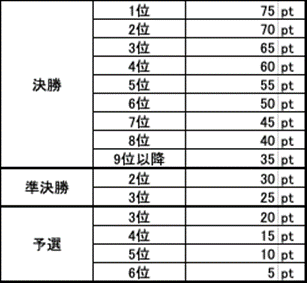 決勝
1位 75 pt
2位 70 pt
3位 65 pt
4位 60 pt
5位 55 pt
6位 50 pt
7位 45 pt
8位 40 pt
9位以降 35 pt
準決勝
2位 30 pt
3位 25 pt
予選
3位 20 pt
4位 15 pt
5位 10 pt
6位 5 pt